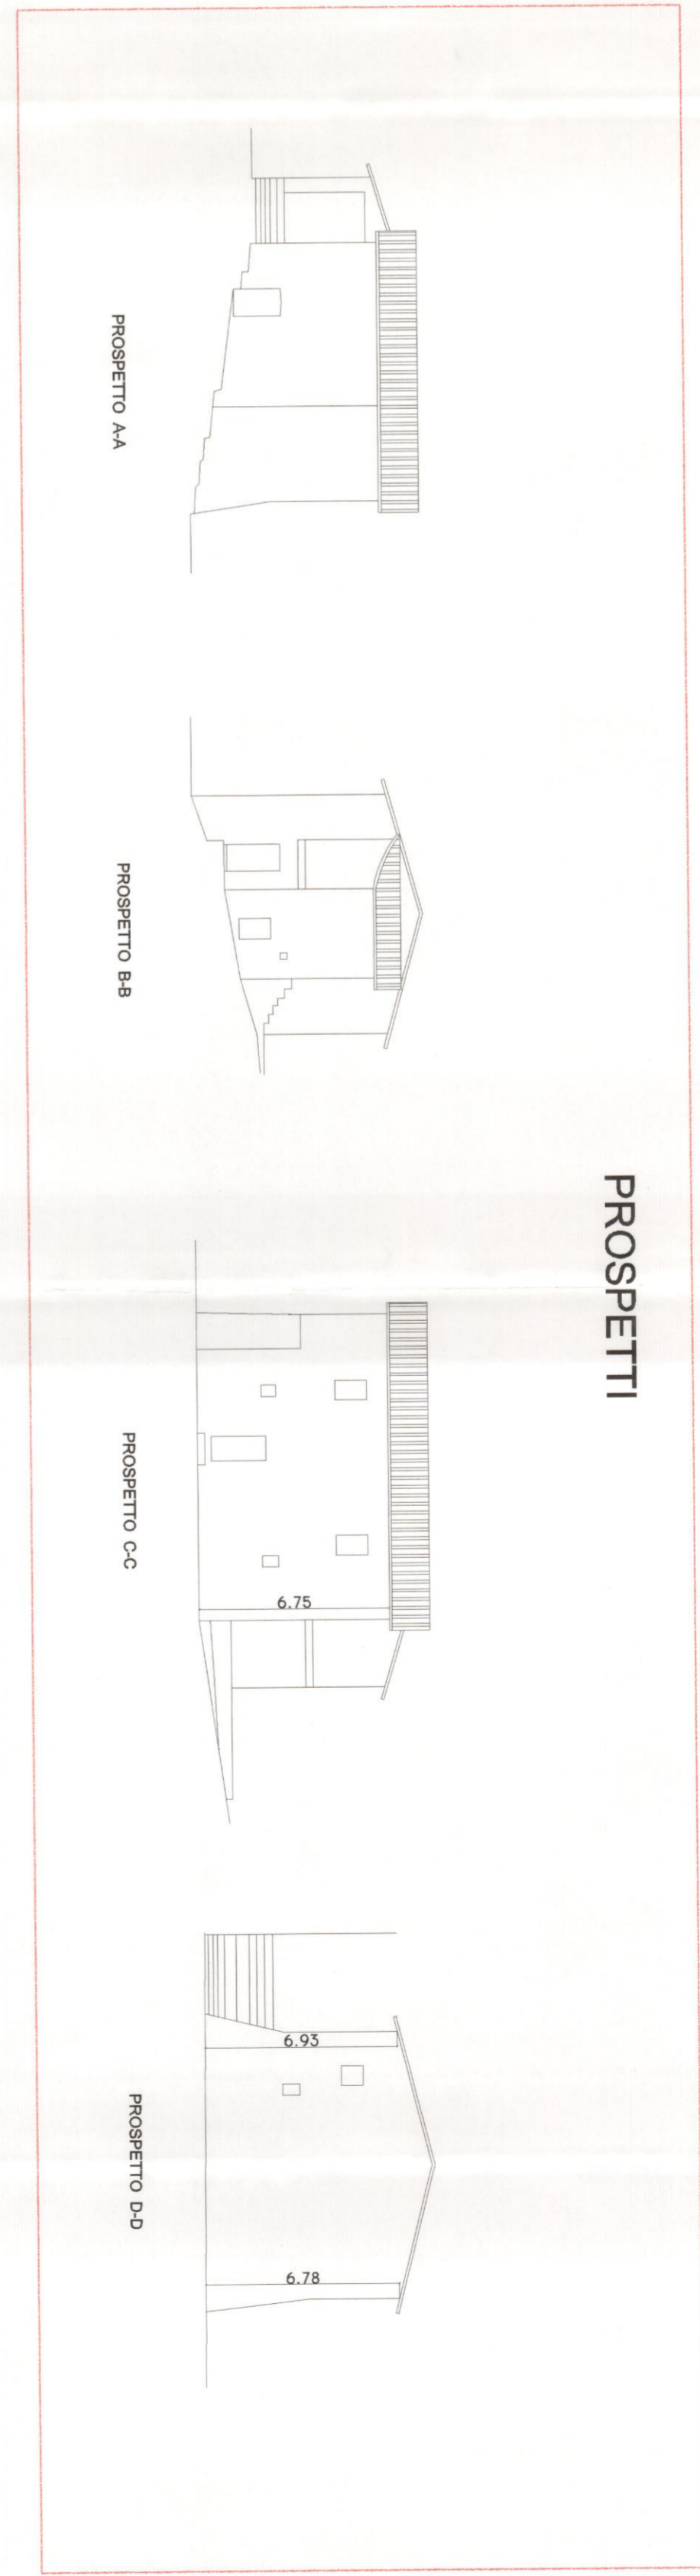 PROSPETTI
PROSPETTO A-A
PROSPETTO B-B
PROSPETTO C-C
6.75
PROSPETTO D-D
6.93
6.78